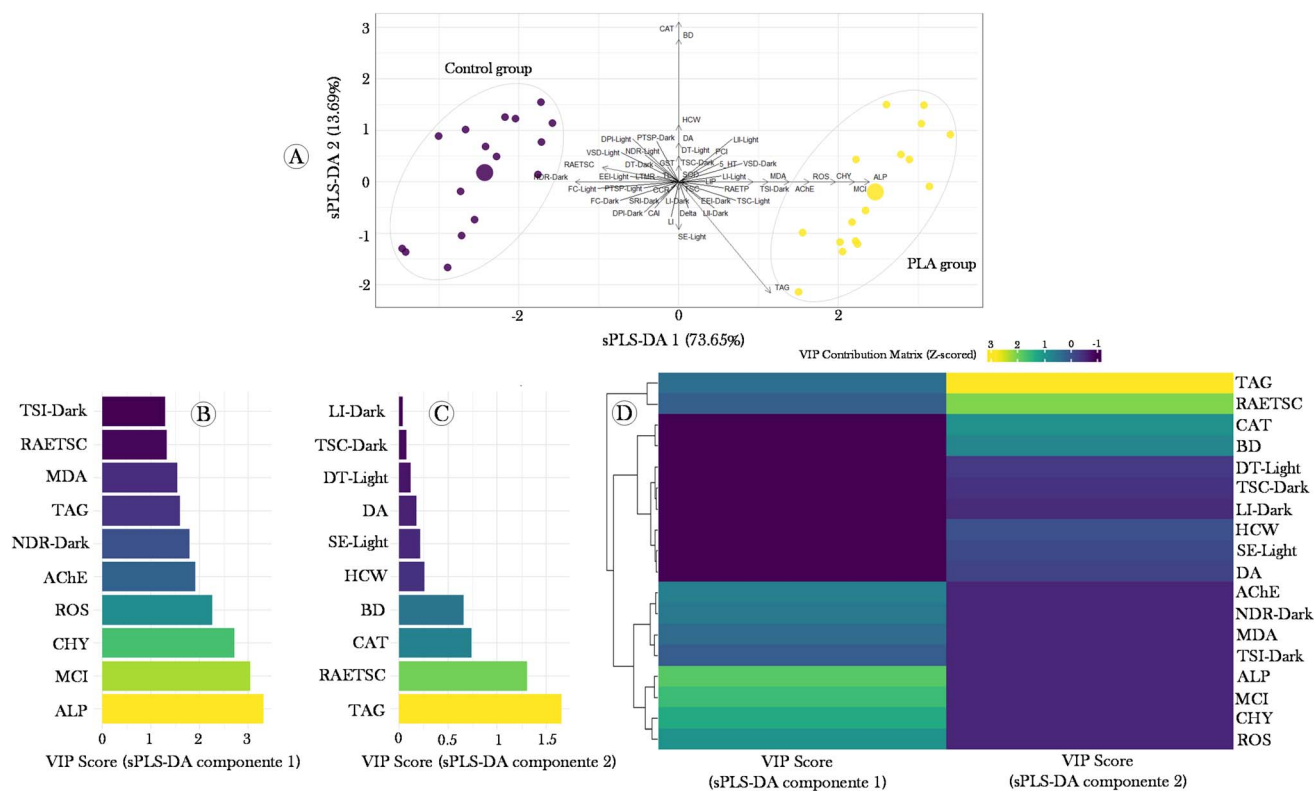 A
sPLS-DA 2 (13.69%)
3
2
1
0
-1
-2
Control group
PLA group
CAT
BD
HCW
DPI-Light
PTSP-Dark
DA
LII-Light
VSD-Light
NDR-Light
DT-Light
PCI
RAETSC
DT-Dark
GST
TSC-Dark
5_HT
VSD-Dark
NDR-Dark
EEI-Light
LTMR
TL
SOD
LIP
LI-Light
MDA
ROS
CHY
ALP
FC-Light
PTSP-Light
CCR
TSC
RAETP
TSI-Dark
AChE
MCI
FC-Dark
SRI-Dark
LI-Dark
EEI-Dark
TSC-Light
DPI-Dark
CAI
LI
Delta
LII-Dark
SE-Light
TAG
-2
0
2
sPLS-DA 1 (73.65%)
VIP Contribution Matrix (Z-scored)
3
2
1
0
-1
B
TSI-Dark
RAETSC
MDA
TAG
NDR-Dark
AChE
ROS
CHY
MCI
ALP
0
1
2
3
VIP Score (sPLS-DA componente 1)
C
LI-Dark
TSC-Dark
DT-Light
DA
SE-Light
HCW
BD
CAT
RAETSC
TAG
0
0.5
1
1.5
VIP Score (sPLS-DA componente 2)
D
TAG
RAETSC
CAT
BD
DT-Light
TSC-Dark
LI-Dark
HCW
SE-Light
DA
AChE
NDR-Dark
MDA
TSI-Dark
ALP
MCI
CHY
ROS
VIP Score
(sPLS-DA componente 1)
VIP Score
(sPLS-DA componente 2)